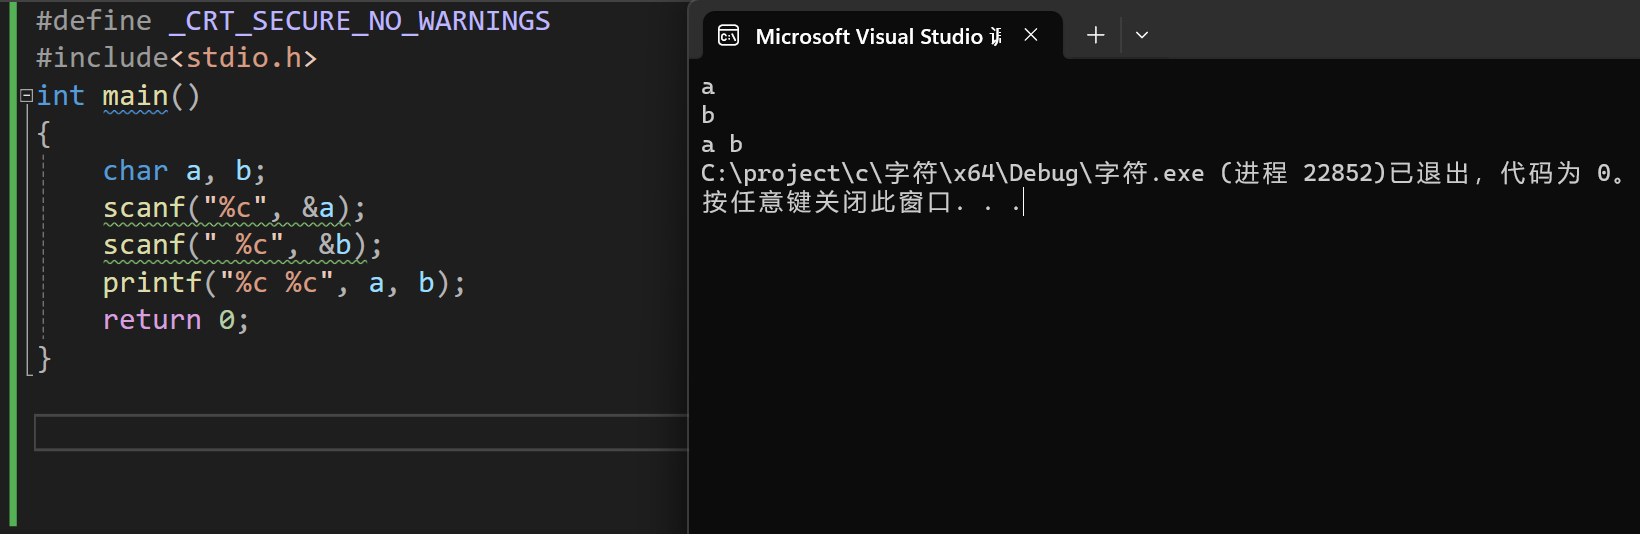 #define _CRT_SECURE_NO_WARNINGS
#include<stdio.h>
int main()
{
    char a, b;
    scanf("%c", &a);
    scanf(" %c", &b);
    printf("%c %c", a, b);
    return 0;
}
Microsoft Visual Studio
a
b
a b
C:\project\c\字符\x64\Debug\字符.exe (进程 22852)已退出，代码为 0。
按任意键关闭此窗口. . .